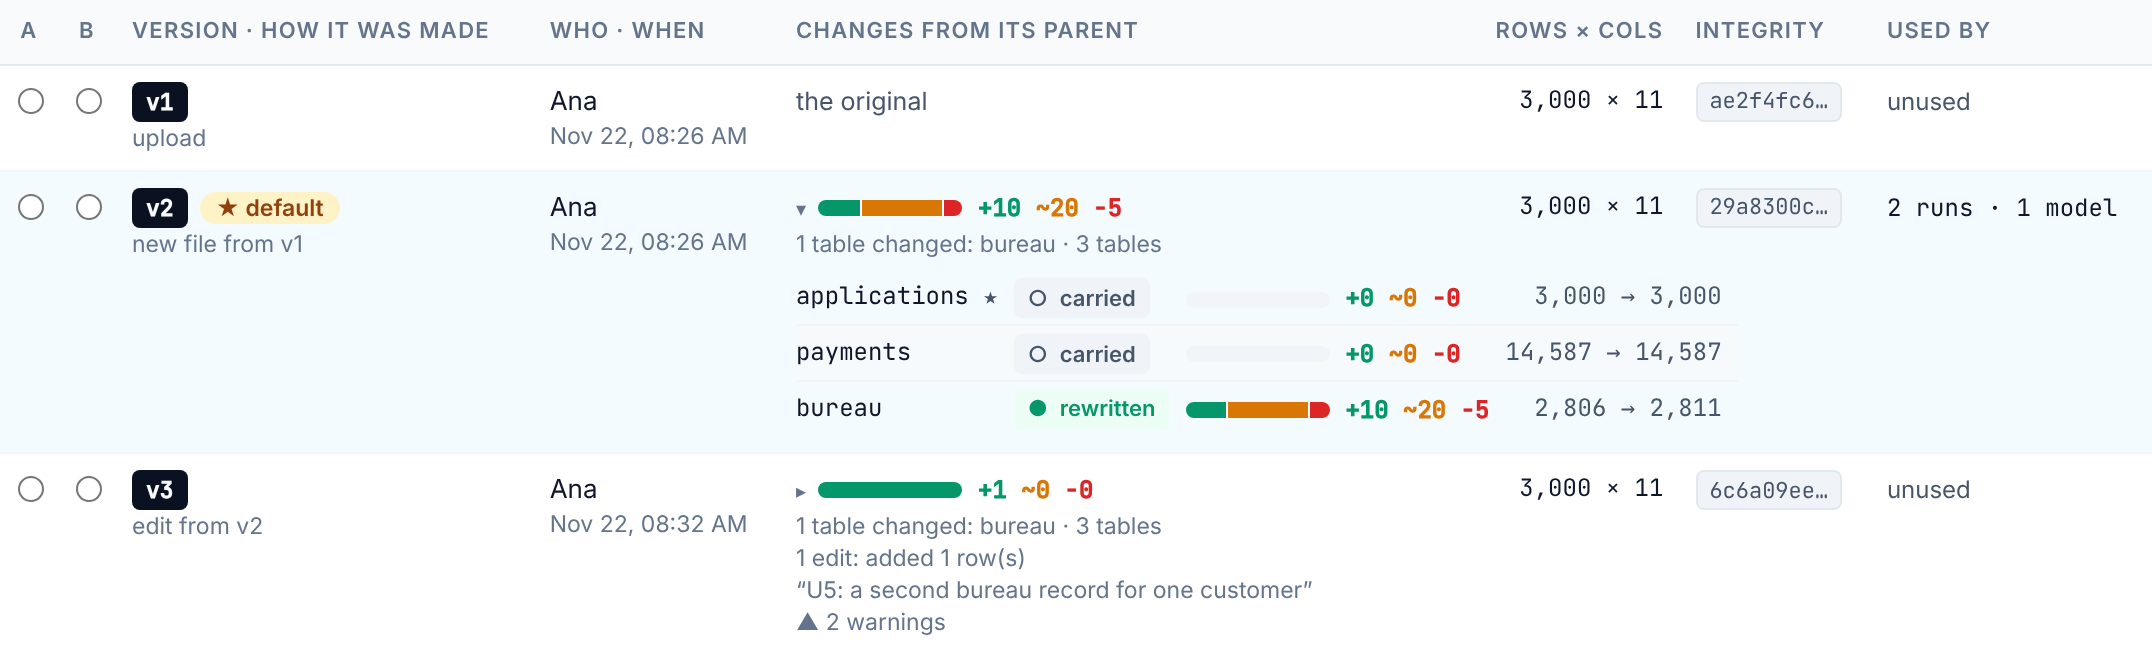 A B VERSION · HOW IT WAS MADE WHO · WHEN CHANGES FROM ITS PARENT ROWS × COLS INTEGRITY USED BY
v1 Ana the original 3,000 × 11 ae2f4fc6… unused
upload Nov 22, 08:26 AM
v2 ★ default Ana ▾ +10 ~20 -5 3,000 × 11 29a8300c… 2 runs · 1 model
new file from v1 Nov 22, 08:26 AM 1 table changed: bureau · 3 tables
applications ★ carried +0 ~0 -0 3,000 → 3,000
payments carried +0 ~0 -0 14,587 → 14,587
bureau rewritten +10 ~20 -5 2,806 → 2,811
v3 Ana ▸ +1 ~0 -0 3,000 × 11 6c6a09ee… unused
edit from v2 Nov 22, 08:32 AM 1 table changed: bureau · 3 tables
1 edit: added 1 row(s)
“U5: a second bureau record for one customer”
▲ 2 warnings